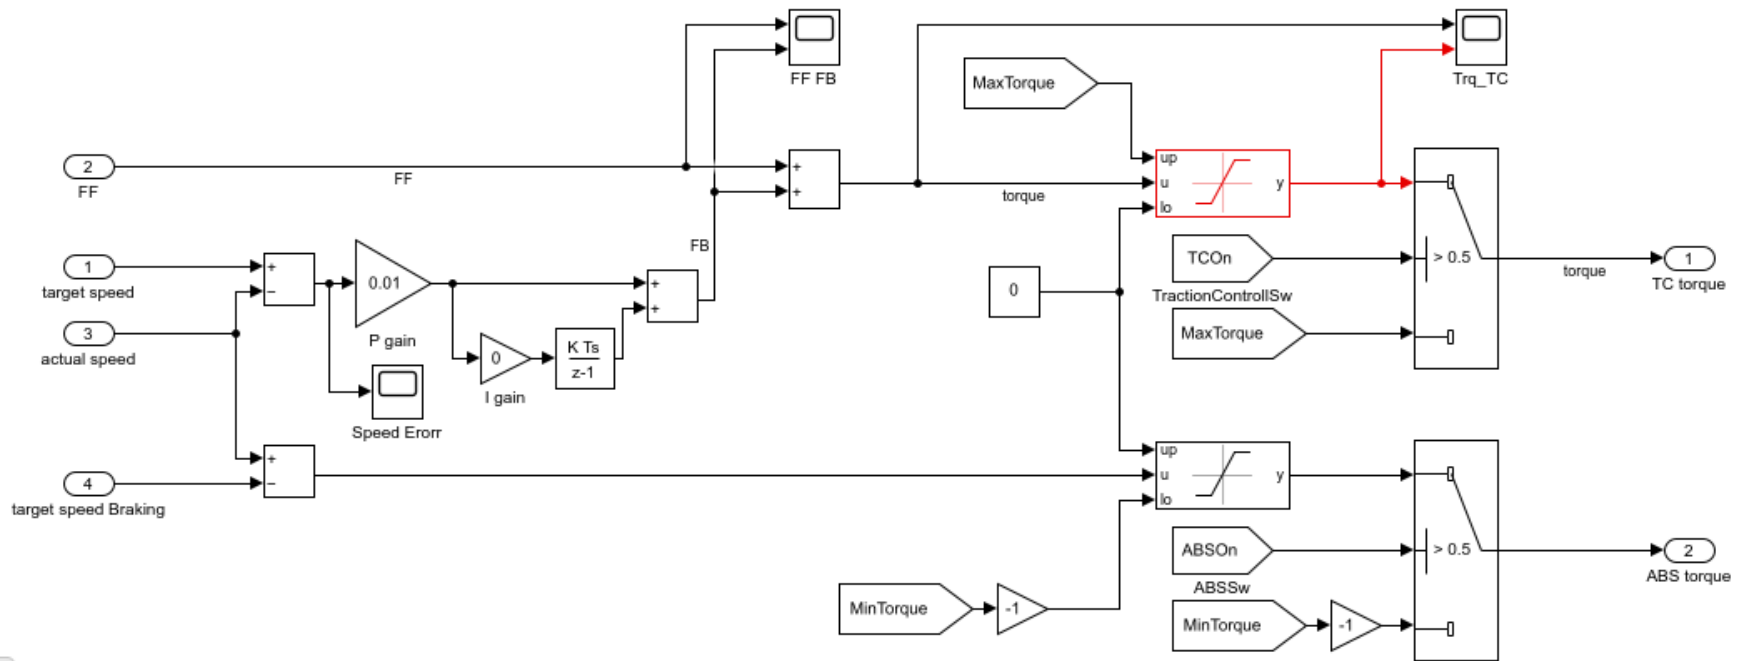 FF FB
Trq_TC
MaxTorque
2
FF
FF
+
+
torque
up
u
lo
y
FB
1
target speed
+
−
0.01
P gain
+
+
0
TCOn
TractionControllSw
> 0.5
torque
1
TC torque
3
actual speed
0
I gain
K Ts
z-1
MaxTorque
Speed Erorr
4
target speed Braking
+
−
up
u
lo
y
ABSOn
ABSSw
> 0.5
2
ABS torque
MinTorque
-1
MinTorque
-1